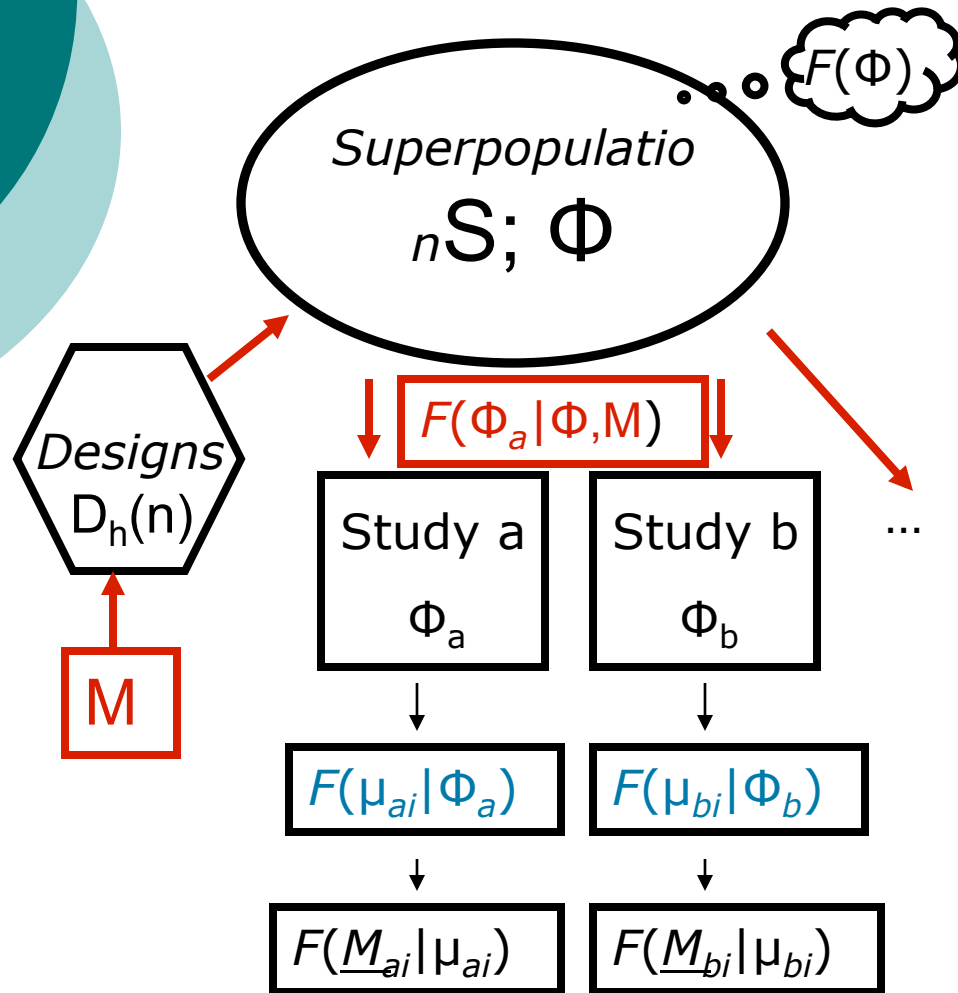 F(Φ)
Superpopulatio
nS; Φ
F(Φa|Φ,M)
Designs
Dh(n)
Study a
Φa
Study b
Φb
...
M
F(μai|Φa)
F(μbi|Φb)
F(Mai|μai)
F(Mbi|μbi)